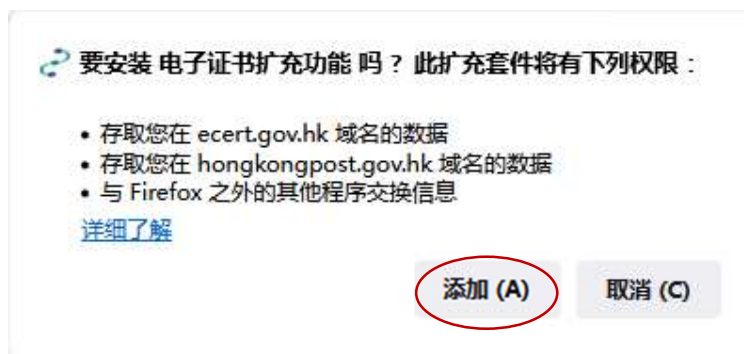 要安装 电子证书扩充功能 吗？此扩充套件将有下列权限：
• 存取您在 ecert.gov.hk 域名的数据
• 存取您在 hongkongpost.gov.hk 域名的数据
• 与 Firefox 之外的其他程序交换信息
详细了解
添加 (A) 取消 (C)